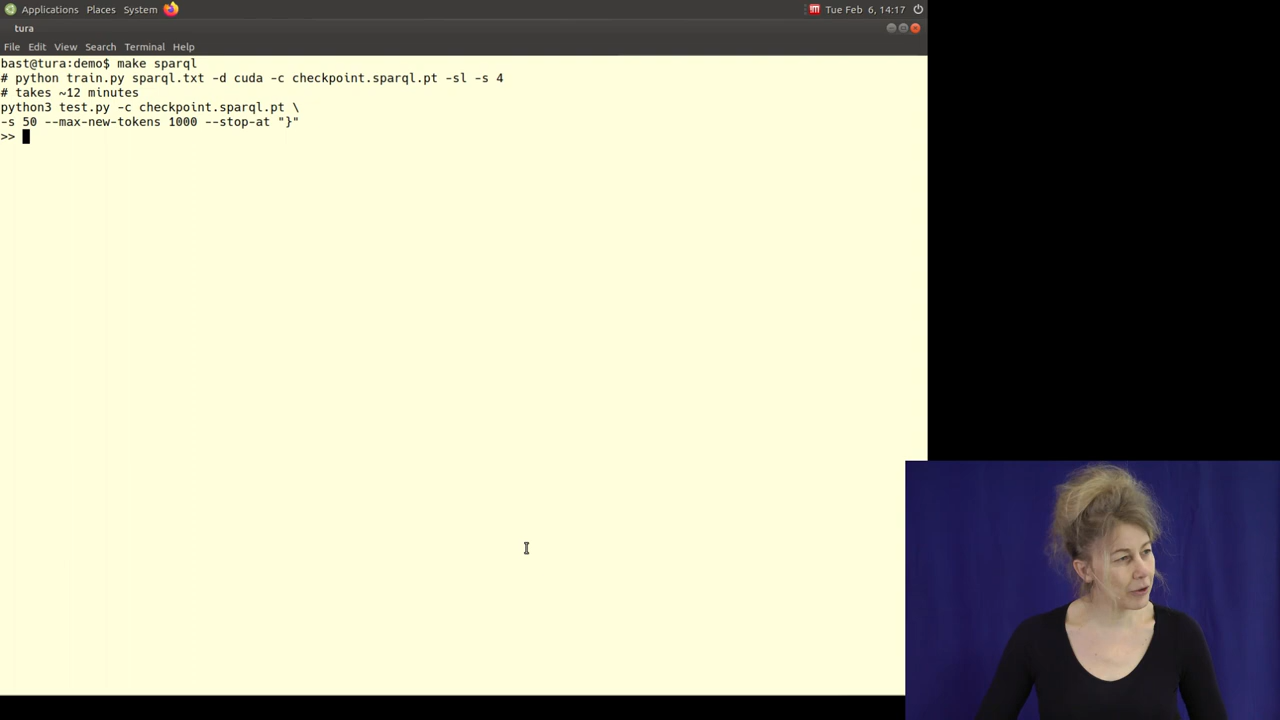 Applications Places System Tue Feb 6, 14:17
tura
File Edit View Search Terminal Help
bast@tura:demo$ make sparql
# python train.py sparql.txt -d cuda -c checkpoint.sparql.pt -sl -s 4
# takes ~12 minutes
python3 test.py -c checkpoint.sparql.pt \
-s 50 --max-new-tokens 1000 --stop-at "}"
>>